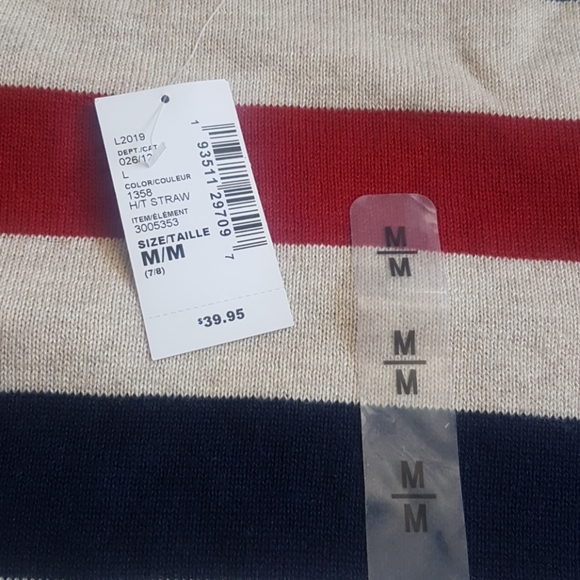 L2019
DEPT./CAT
026/12
L
COLOR/COULEUR
1358
H/T STRAW
ITEM/ÉLÉMENT
3005353
SIZE/TAILLE
M/M
(7/8)
$39.95
1 93511 29709 7
M
M
M
M
M
M